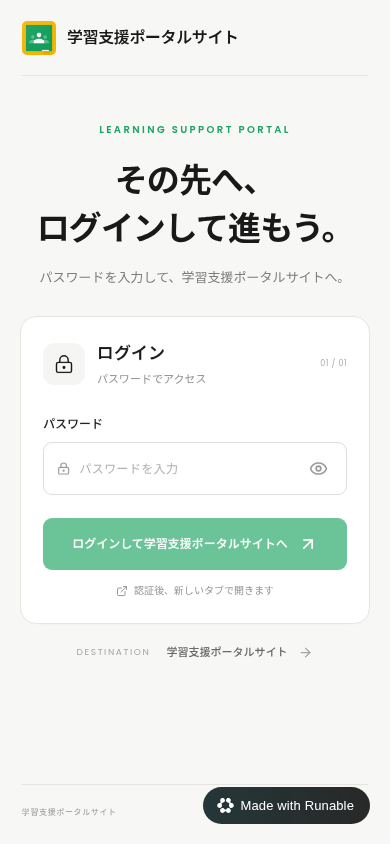 学習支援ポータルサイト
LEARNING SUPPORT PORTAL
その先へ、
ログインして進もう。
パスワードを入力して、学習支援ポータルサイトへ。
ログイン
01 / 01
パスワードでアクセス
パスワード
パスワードを入力
ログインして学習支援ポータルサイトへ
認証後、新しいタブで開きます
DESTINATION 学習支援ポータルサイト
学習支援ポータルサイト
Made with Runable